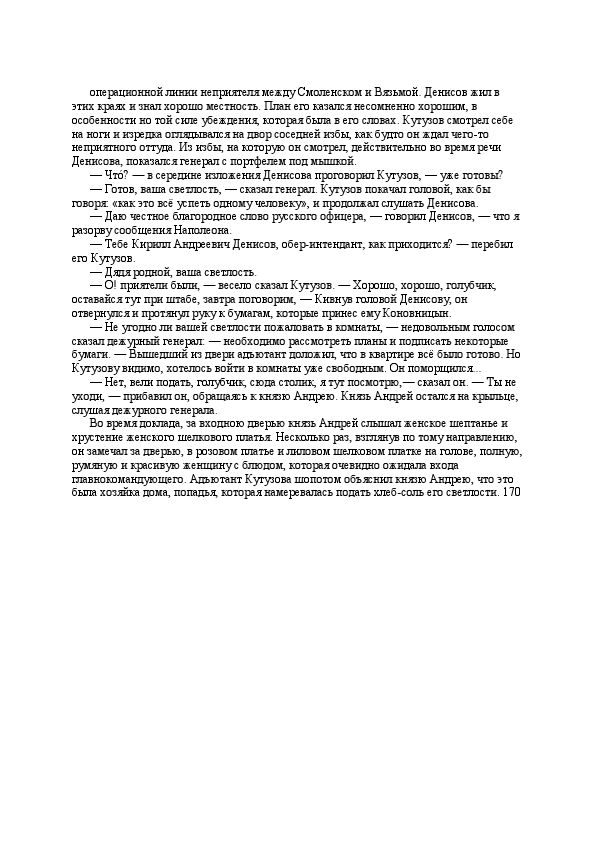 операционной линии неприятеля между Смоленском и Вязьмой. Денисов жил в
этих краях и знал хорошо местность. План его казался несомненно хорошим, в
особенности но той силе убеждения, которая была в его словах. Кутузов смотрел себе
на ноги и изредка оглядывался на двор соседней избы, как будто он ждал чего-то
неприятного оттуда. Из избы, на которую он смотрел, действительно во время речи
Денисова, показался генерал с портфелем под мышкой.
— Что́? — в середине изложения Денисова проговорил Кутузов, — уже готовы?
— Готов, ваша светлость, — сказал генерал. Кутузов покачал головой, как бы
говоря: «как это всё успеть одному человеку», и продолжал слушать Денисова.
— Даю честное благородное слово русского офицера, — говорил Денисов, — что я
разорву сообщения Наполеона.
— Тебе Кирилл Андреевич Денисов, обер-интендант, как приходится? — перебил
его Кутузов.
— Дядя родной, ваша светлость.
— О! приятели были, — весело сказал Кутузов. — Хорошо, хорошо, голубчик,
оставайся тут при штабе, завтра поговорим, — Кивнув головой Денисову, он
отвернулся и протянул руку к бумагам, которые принес ему Коновницын.
— Не угодно ли вашей светлости пожаловать в комнаты, — недовольным голосом
сказал дежурный генерал: — необходимо рассмотреть планы и подписать некоторые
бумаги. — Вышедший из двери адъютант доложил, что в квартире всё было готово. Но
Кутузову видимо, хотелось войти в комнаты уже свободным. Он поморщился...
— Нет, вели подать, голубчик, сюда столик, я тут посмотрю,— сказал он. — Ты не
уходи, — прибавил он, обращаясь к князю Андрею. Князь Андрей остался на крыльце,
слушая дежурного генерала.
Во время доклада, за входною дверью князь Андрей слышал женское шептанье и
хрустение женского шелкового платья. Несколько раз, взглянув по тому направлению,
он замечал за дверью, в розовом платье и лиловом шелковом платке на голове, полную,
румяную и красивую женщину с блюдом, которая очевидно ожидала входа
главнокомандующего. Адъютант Кутузова шопотом объяснил князю Андрею, что это
была хозяйка дома, попадья, которая намеревалась подать хлеб-соль его светлости. 170